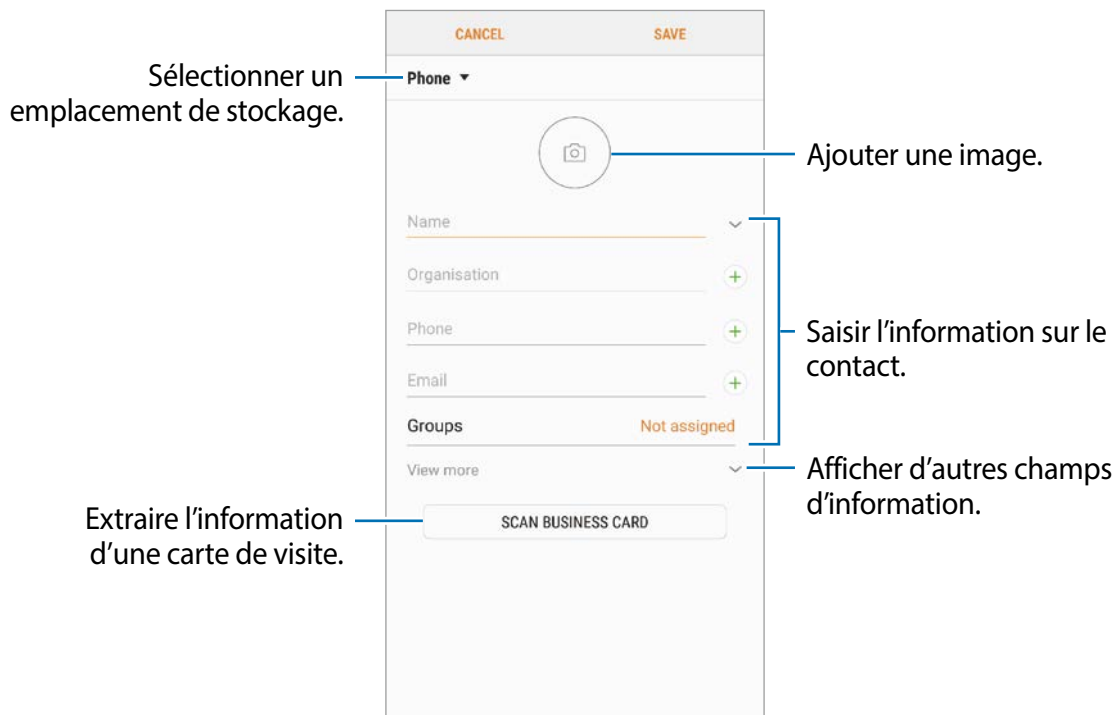 CANCEL
SAVE
Sélectionner un
emplacement de stockage.
Phone
Ajouter une image.
Name
Organisation
Phone
Email
Groups
Not assigned
Saisir l’information sur le
contact.
View more
Afficher d’autres champs
d’information.
Extraire l’information
d’une carte de visite.
SCAN BUSINESS CARD